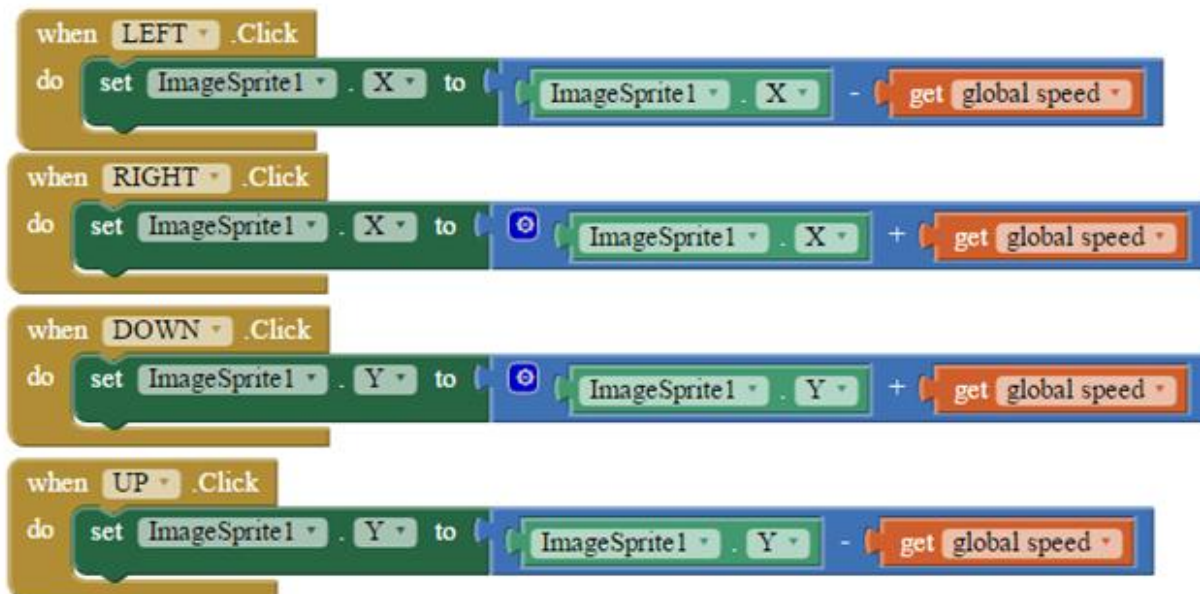 when LEFT .Click
do set ImageSprite1 . X to ImageSprite1 . X - get global speed
when RIGHT .Click
do set ImageSprite1 . X to ImageSprite1 . X + get global speed
when DOWN .Click
do set ImageSprite1 . Y to ImageSprite1 . Y + get global speed
when UP .Click
do set ImageSprite1 . Y to ImageSprite1 . Y - get global speed